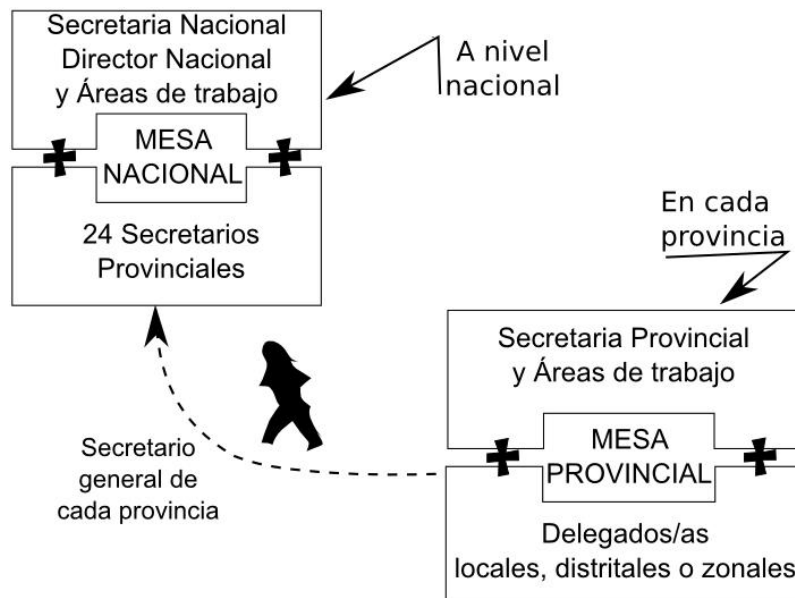 Secretaria Nacional
Director Nacional
y Áreas de trabajo
MESA
NACIONAL
24 Secretarios
Provinciales
A nivel
nacional
En cada
provincia
Secretaria Provincial
y Áreas de trabajo
MESA
PROVINCIAL
Delegados/as
locales, distritales o zonales
Secretario
general de
cada provincia